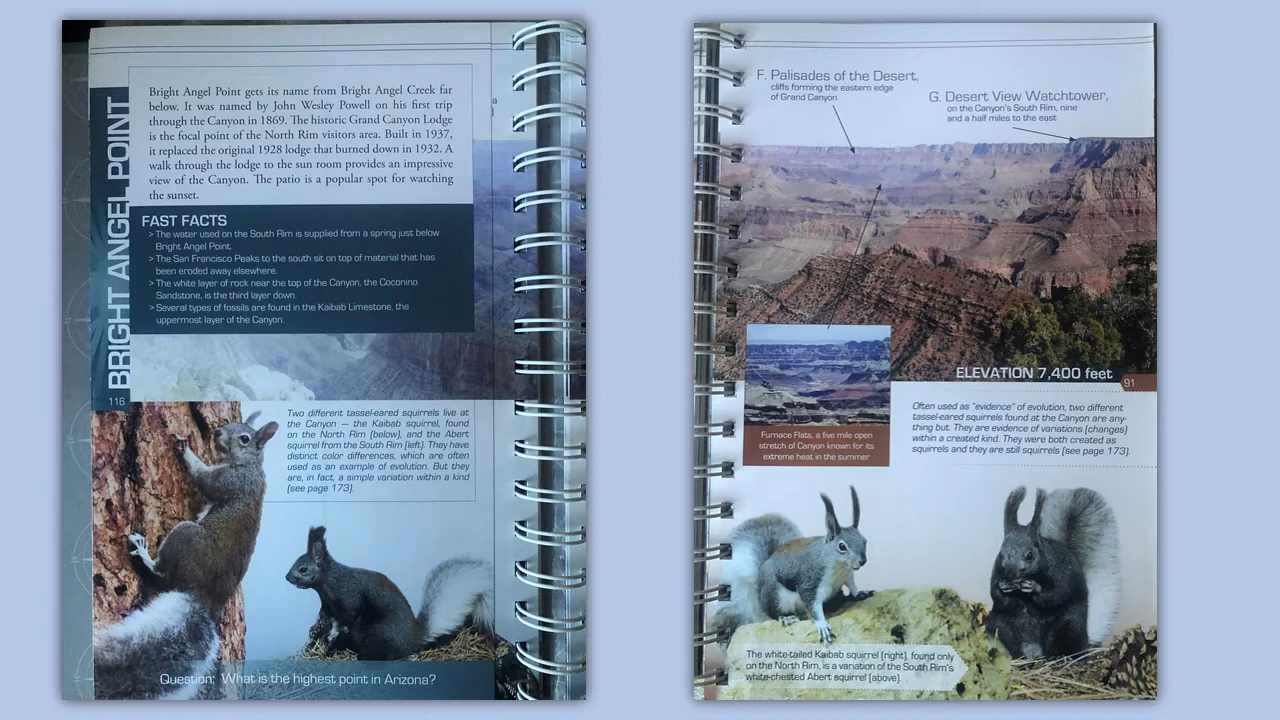 Bright Angel Point gets its name from Bright Angel Creek far
below. It was named by John Wesley Powell on his first trip
through the Canyon in 1869. The historic Grand Canyon Lodge
is the focal point of the North Rim visitors area. Built in 1937,
it replaced the original 1928 lodge that burned down in 1932. A
walk through the lodge to the sun room provides an impressive
view of the Canyon. The patio is a popular spot for watching
the sunset.
BRIGHT ANGEL POINT
FAST FACTS
> The water used on the South Rim is supplied from a spring just below
Bright Angel Point.
> The San Francisco Peaks to the south sit on top of material that has
been eroded away elsewhere.
> The white layer of rock near the top of the Canyon, the Coconino
Sandstone, is the third layer down.
> Several types of fossils are found in the Kaibab Limestone, the
uppermost layer of the Canyon.
116
Two different tassel-eared squirrels live at
the Canyon — the Kaibab squirrel, found
on the North Rim (below), and the Abert
squirrel from the South Rim (left). They have
distinct color differences, which are often
used as an example of evolution. But they
are, in fact, a simple variation within a kind
(see page 173).
Question: What is the highest point in Arizona?
a
F. Palisades of the Desert,
cliffs forming the eastern edge
of Grand Canyon
G. Desert View Watchtower,
on the Canyon's South Rim, nine
and a half miles to the east
ELEVATION 7,400 feet
91
Furnace Flats, a five mile open
stretch of Canyon known for its
extreme heat in the summer
Often used as "evidence" of evolution, two different
tassel-eared squirrels found at the Canyon are any-
thing but. They are evidence of variations (changes)
within a created kind. They were both created as
squirrels and they are still squirrels (see page 173).
The white-tailed Kaibab squirrel (right), found only
on the North Rim, is a variation of the South Rim's
white-chested Abert squirrel (above).